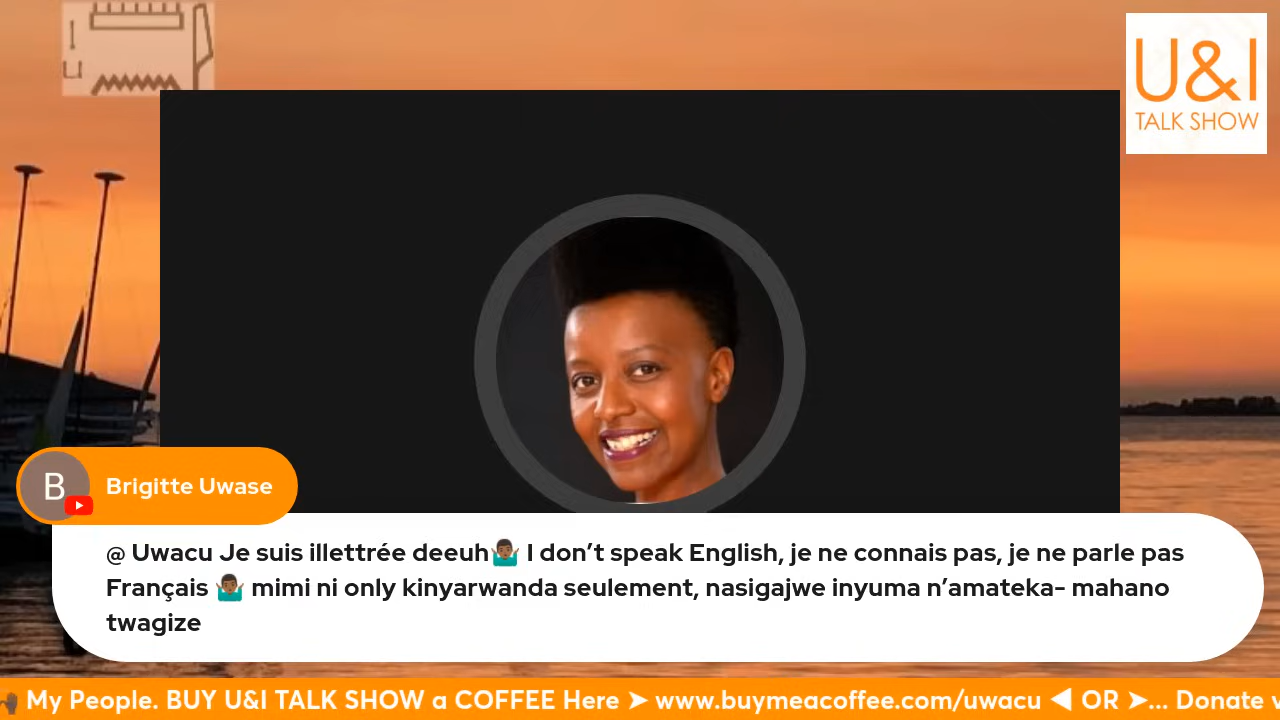 U&I
TALK SHOW
B
Brigitte Uwase
@ Uwacu Je suis illettrée deeuh🤷🏾‍♂️ I don’t speak English, je ne connais pas, je ne parle pas
Français 🤷🏾‍♂️ mimi ni only kinyarwanda seulement, nasigajwe inyuma n’amateka- mahano
twagize
My People. BUY U&I TALK SHOW a COFFEE Here ➤ www.buymeacoffee.com/uwacu ◀ OR ➤... Donate